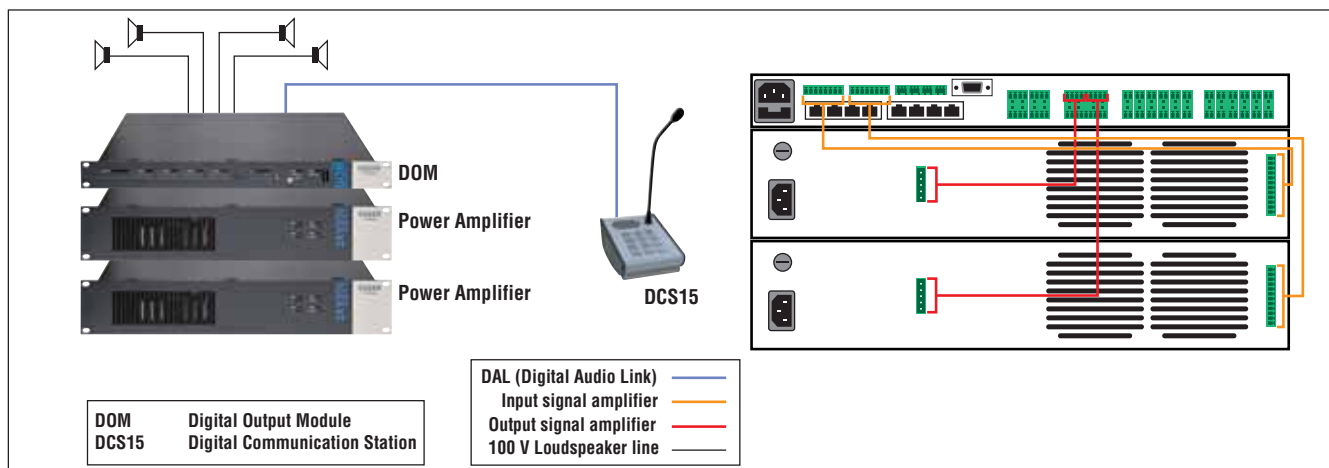 DOM
Power Amplifier
Power Amplifier
DCS15
DOM Digital Output Module
DCS15 Digital Communication Station
DAL (Digital Audio Link)
Input signal amplifier
Output signal amplifier
100 V Loudspeaker line